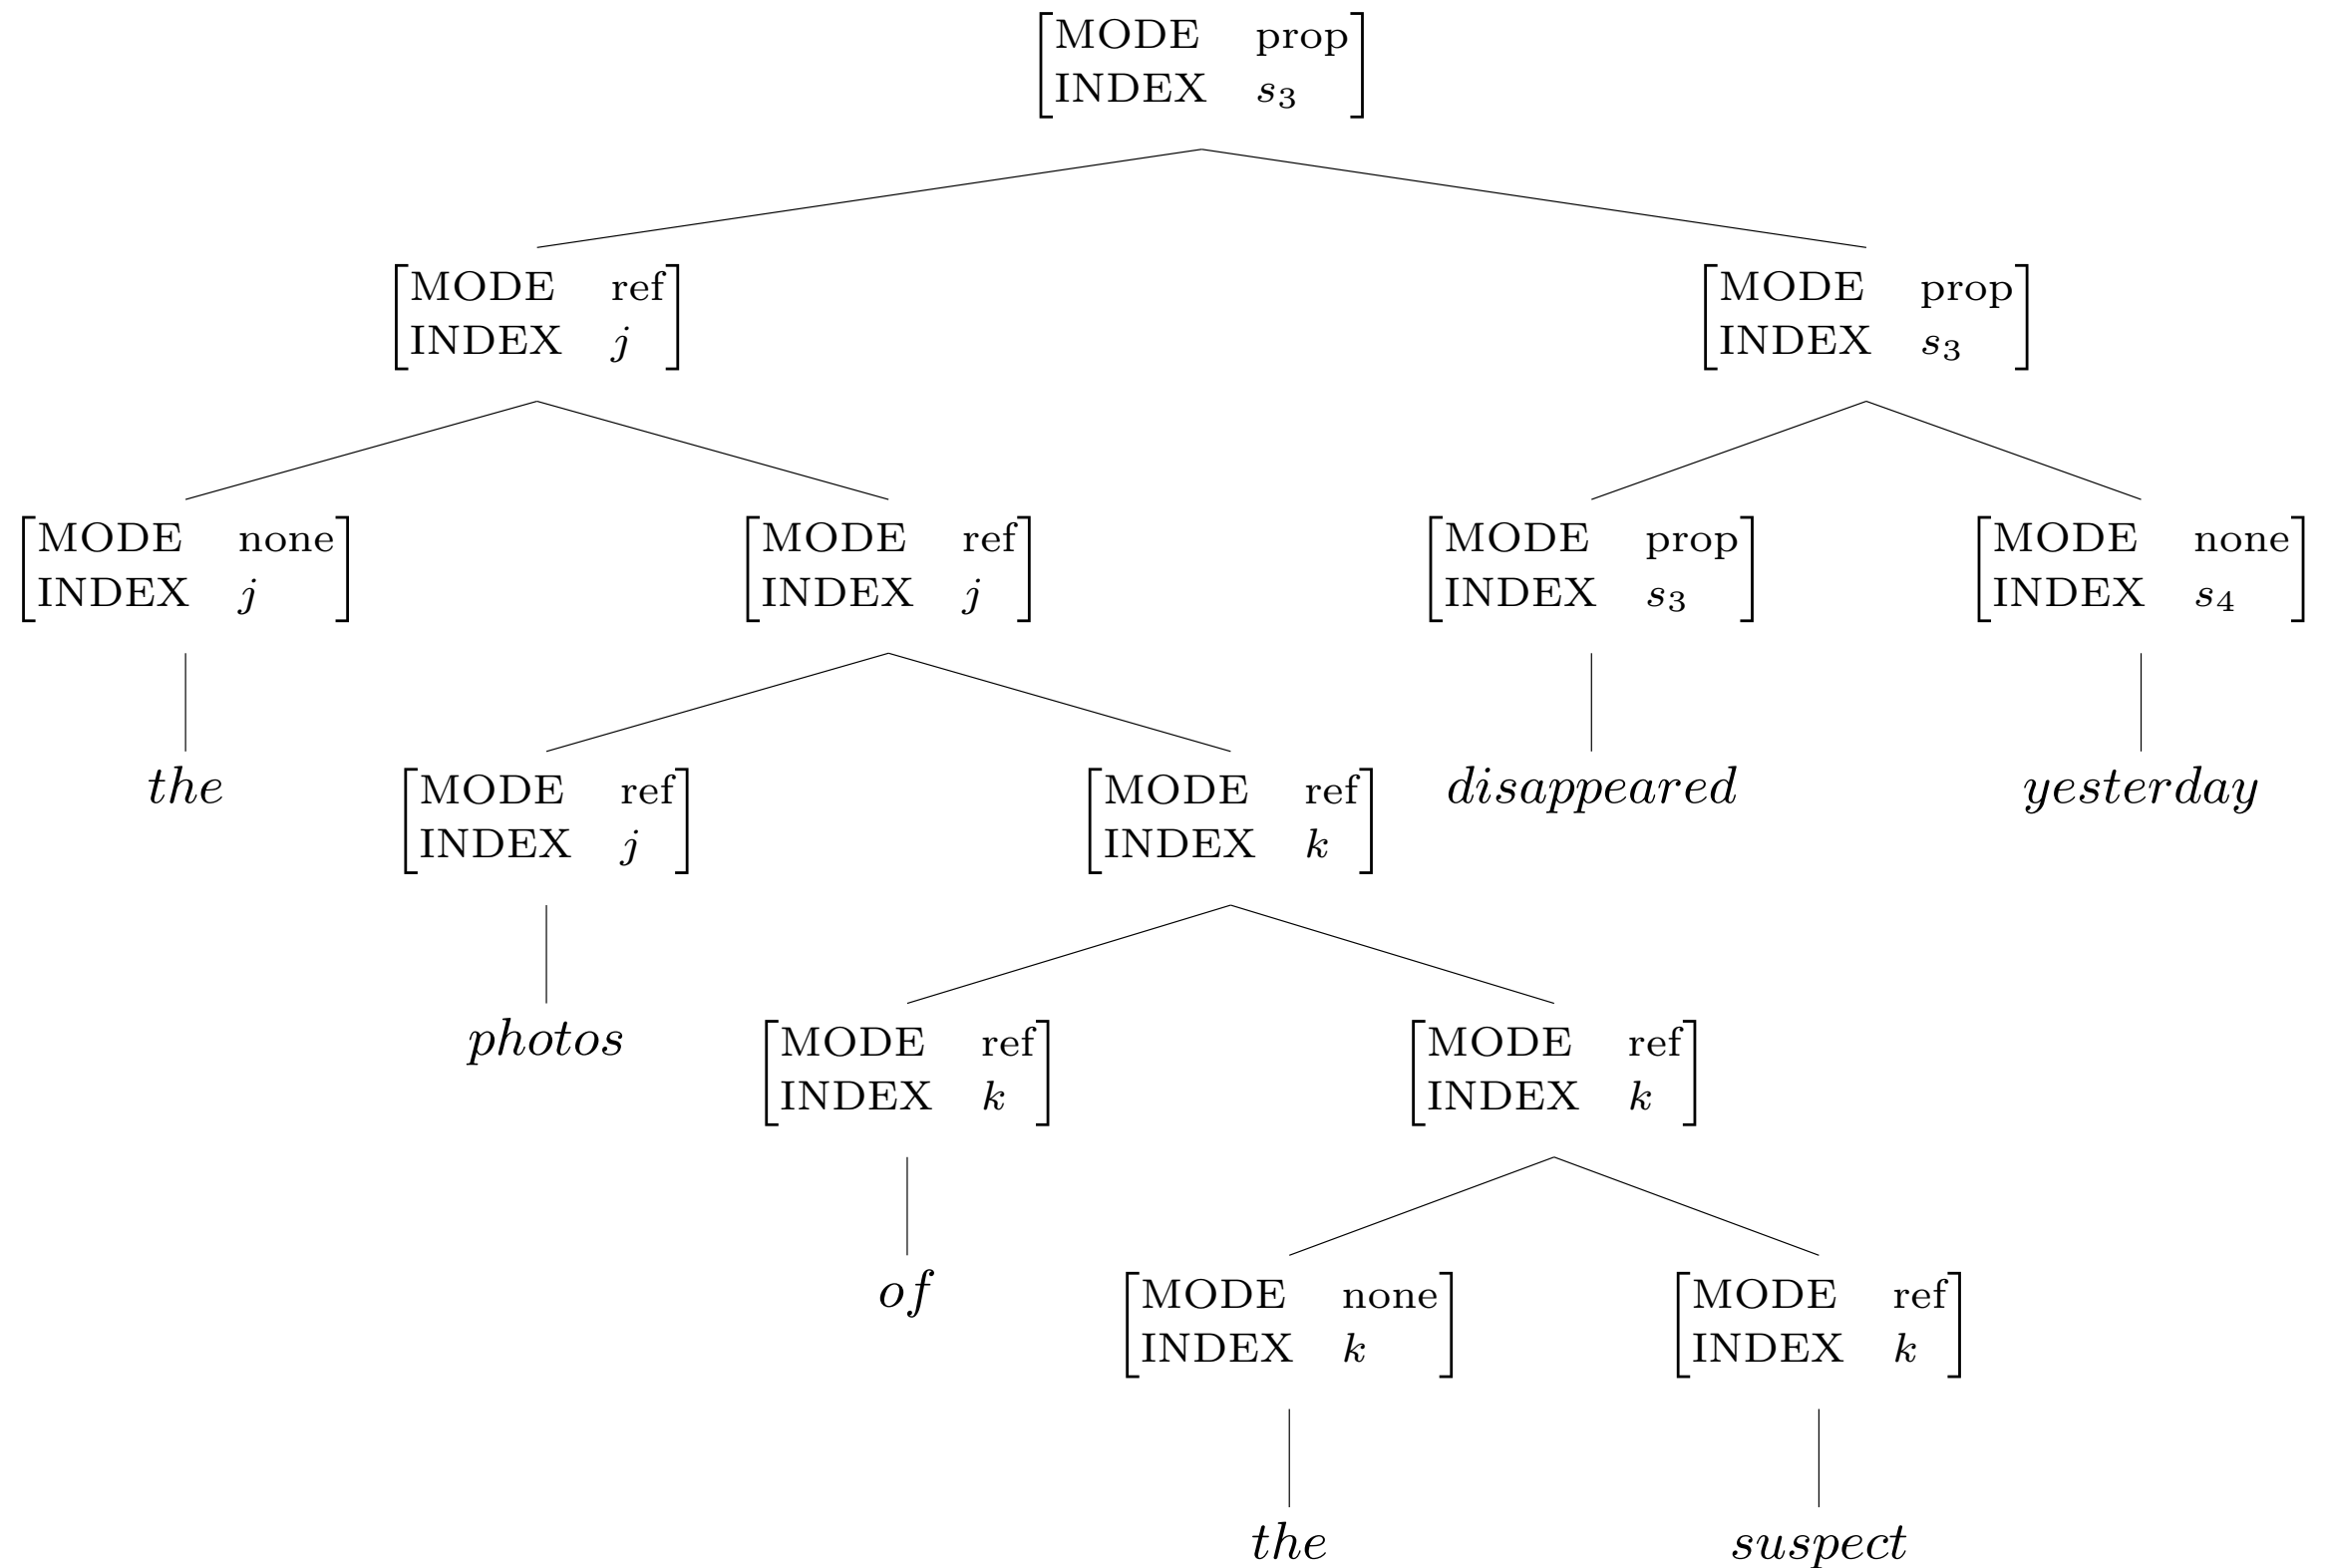 MODE prop
INDEX s₃
MODE ref
INDEX j
MODE prop
INDEX s₃
MODE none
INDEX j
MODE ref
INDEX j
MODE prop
INDEX s₃
MODE none
INDEX s₄
the
MODE ref
INDEX j
MODE ref
INDEX k
disappeared
yesterday
photos
MODE ref
INDEX k
MODE ref
INDEX k
of
MODE none
INDEX k
MODE ref
INDEX k
the
suspect